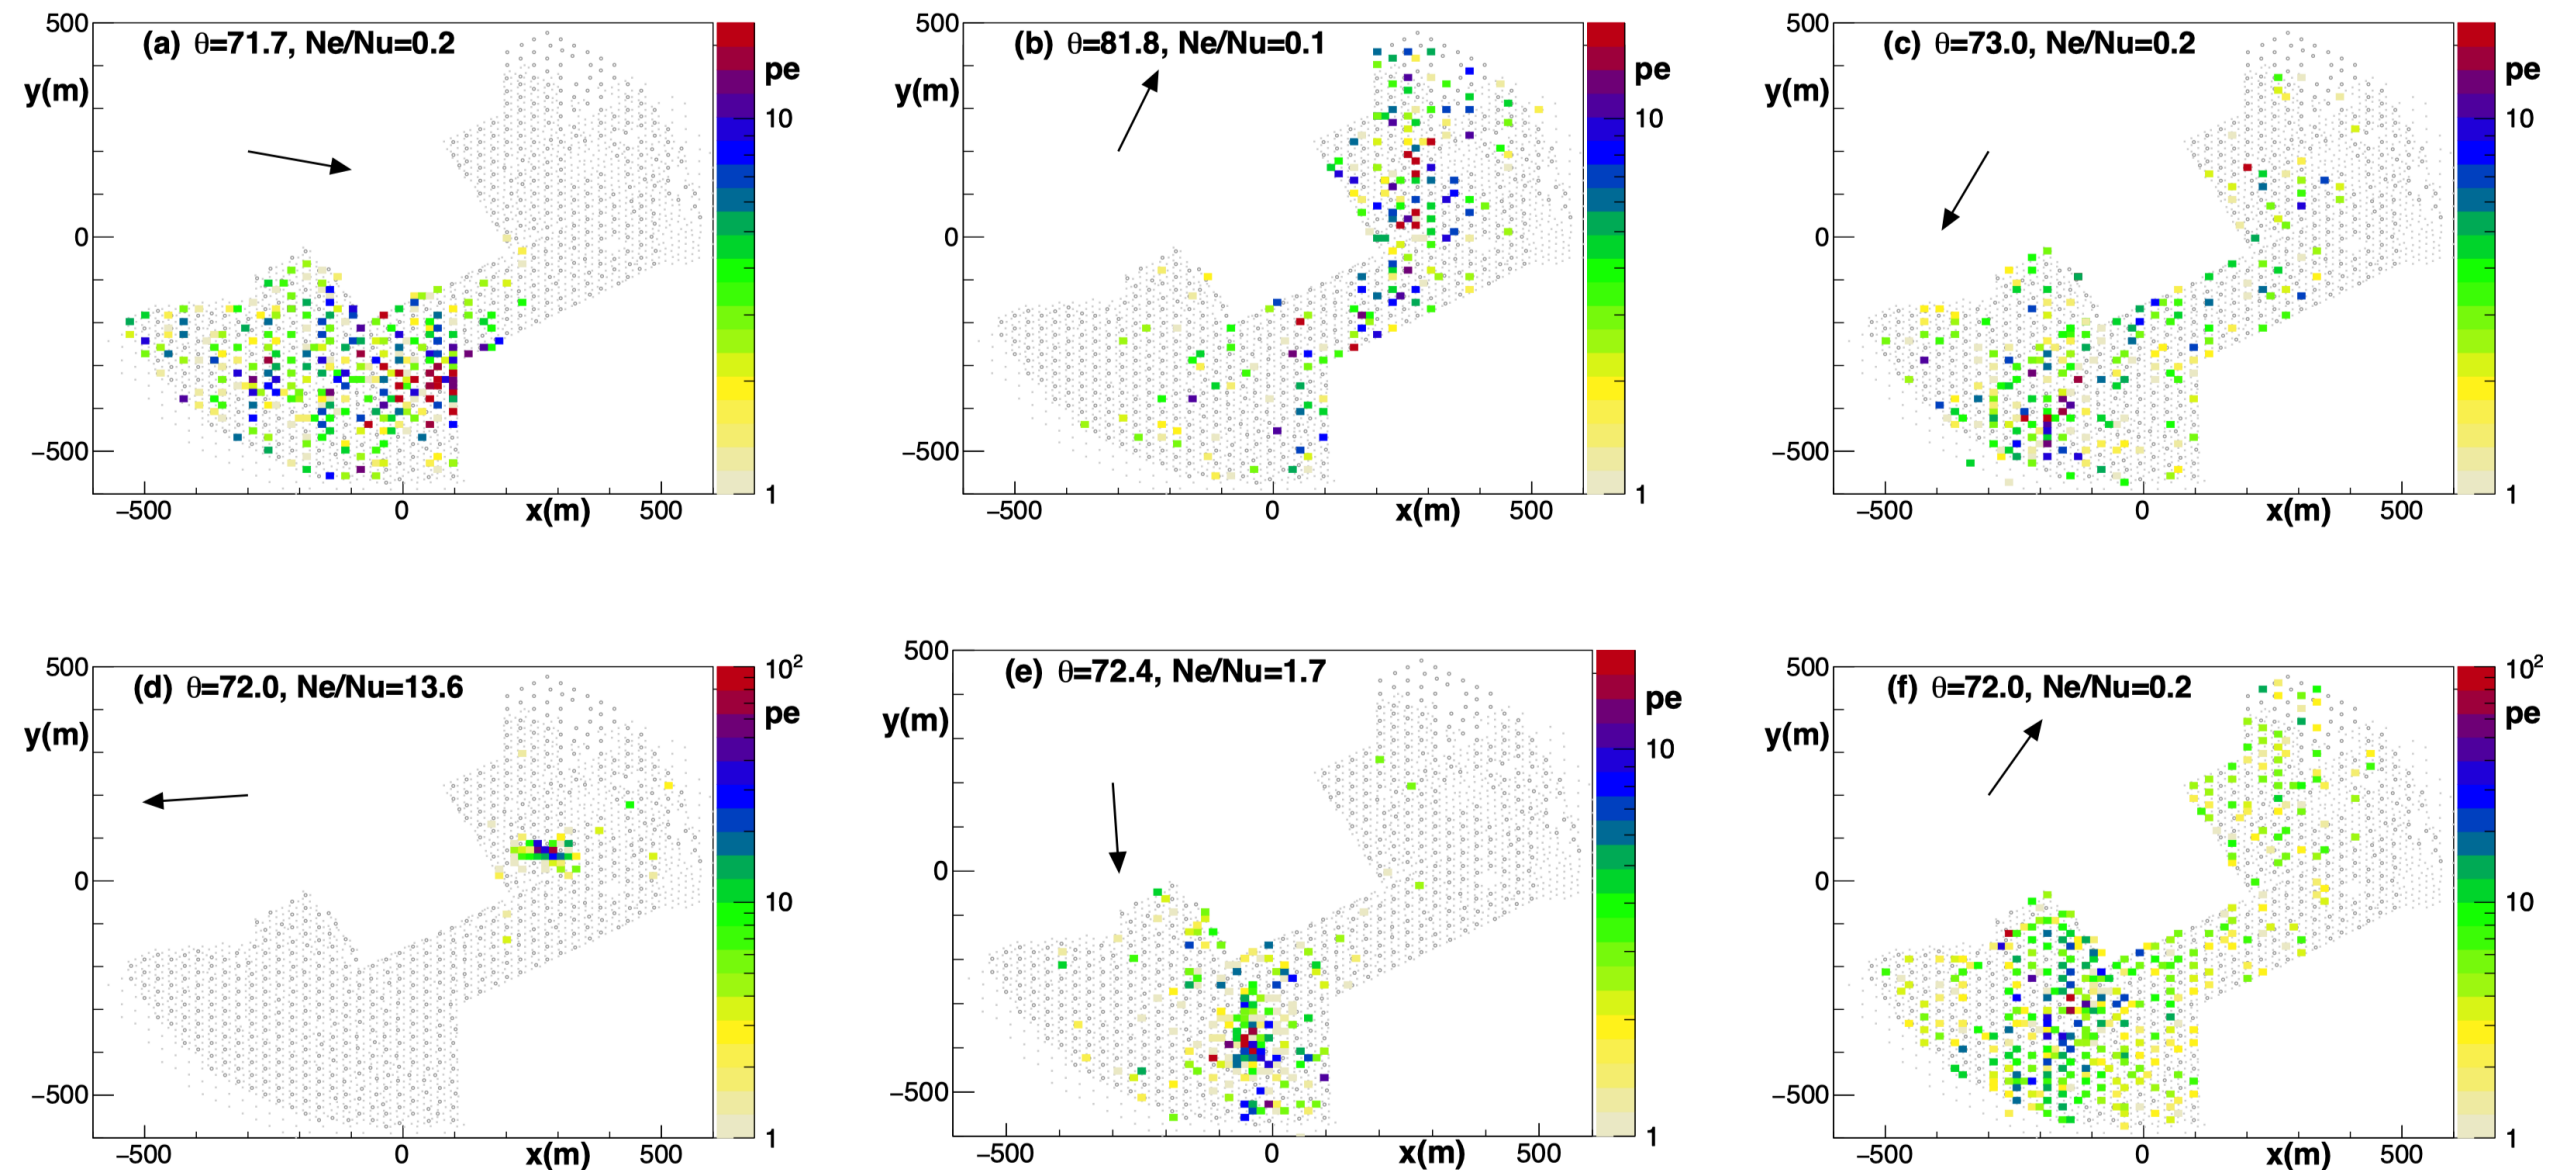 500
(a) θ=71.7, Ne/Nu=0.2
pe
y(m)
10
0
−500
1
−500
0
x(m)
500
500
(b) θ=81.8, Ne/Nu=0.1
pe
y(m)
10
0
−500
1
−500
0
x(m)
500
500
(c) θ=73.0, Ne/Nu=0.2
pe
y(m)
10
0
−500
1
−500
0
x(m)
500
500
(d) θ=72.0, Ne/Nu=13.6
10²
pe
y(m)
0
10
−500
1
−500
0
x(m)
500
500
(e) θ=72.4, Ne/Nu=1.7
pe
y(m)
10
0
−500
1
−500
0
x(m)
500
500
(f) θ=72.0, Ne/Nu=0.2
10²
pe
y(m)
0
10
−500
1
−500
0
x(m)
500